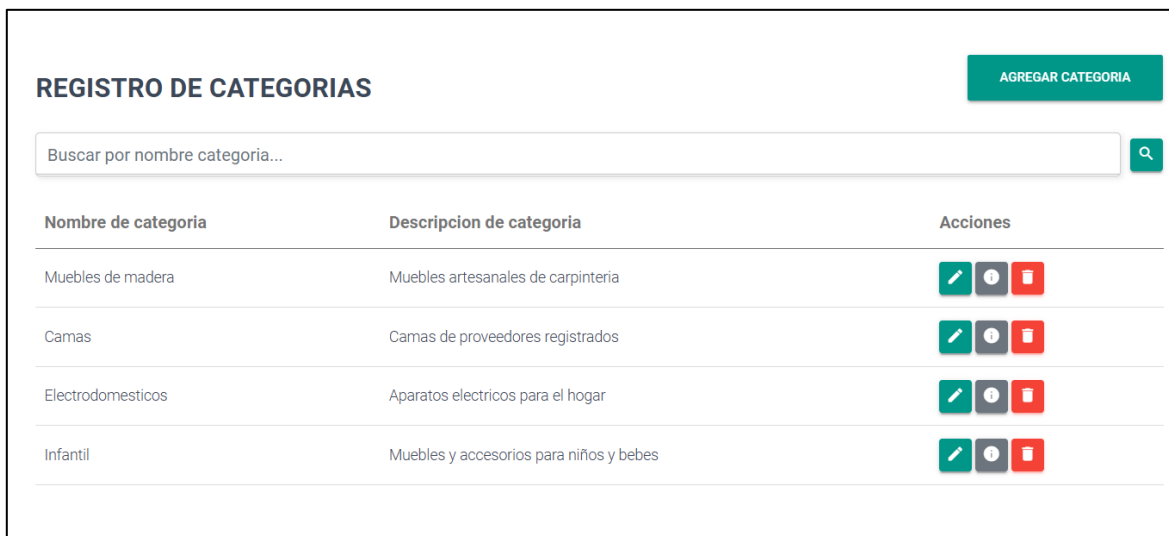 REGISTRO DE CATEGORIAS
AGREGAR CATEGORIA
Buscar por nombre categoria...
Nombre de categoria Descripcion de categoria Acciones
Muebles de madera Muebles artesanales de carpinteria
Camas Camas de proveedores registrados
Electrodomesticos Aparatos electricos para el hogar
Infantil Muebles y accesorios para niños y bebes